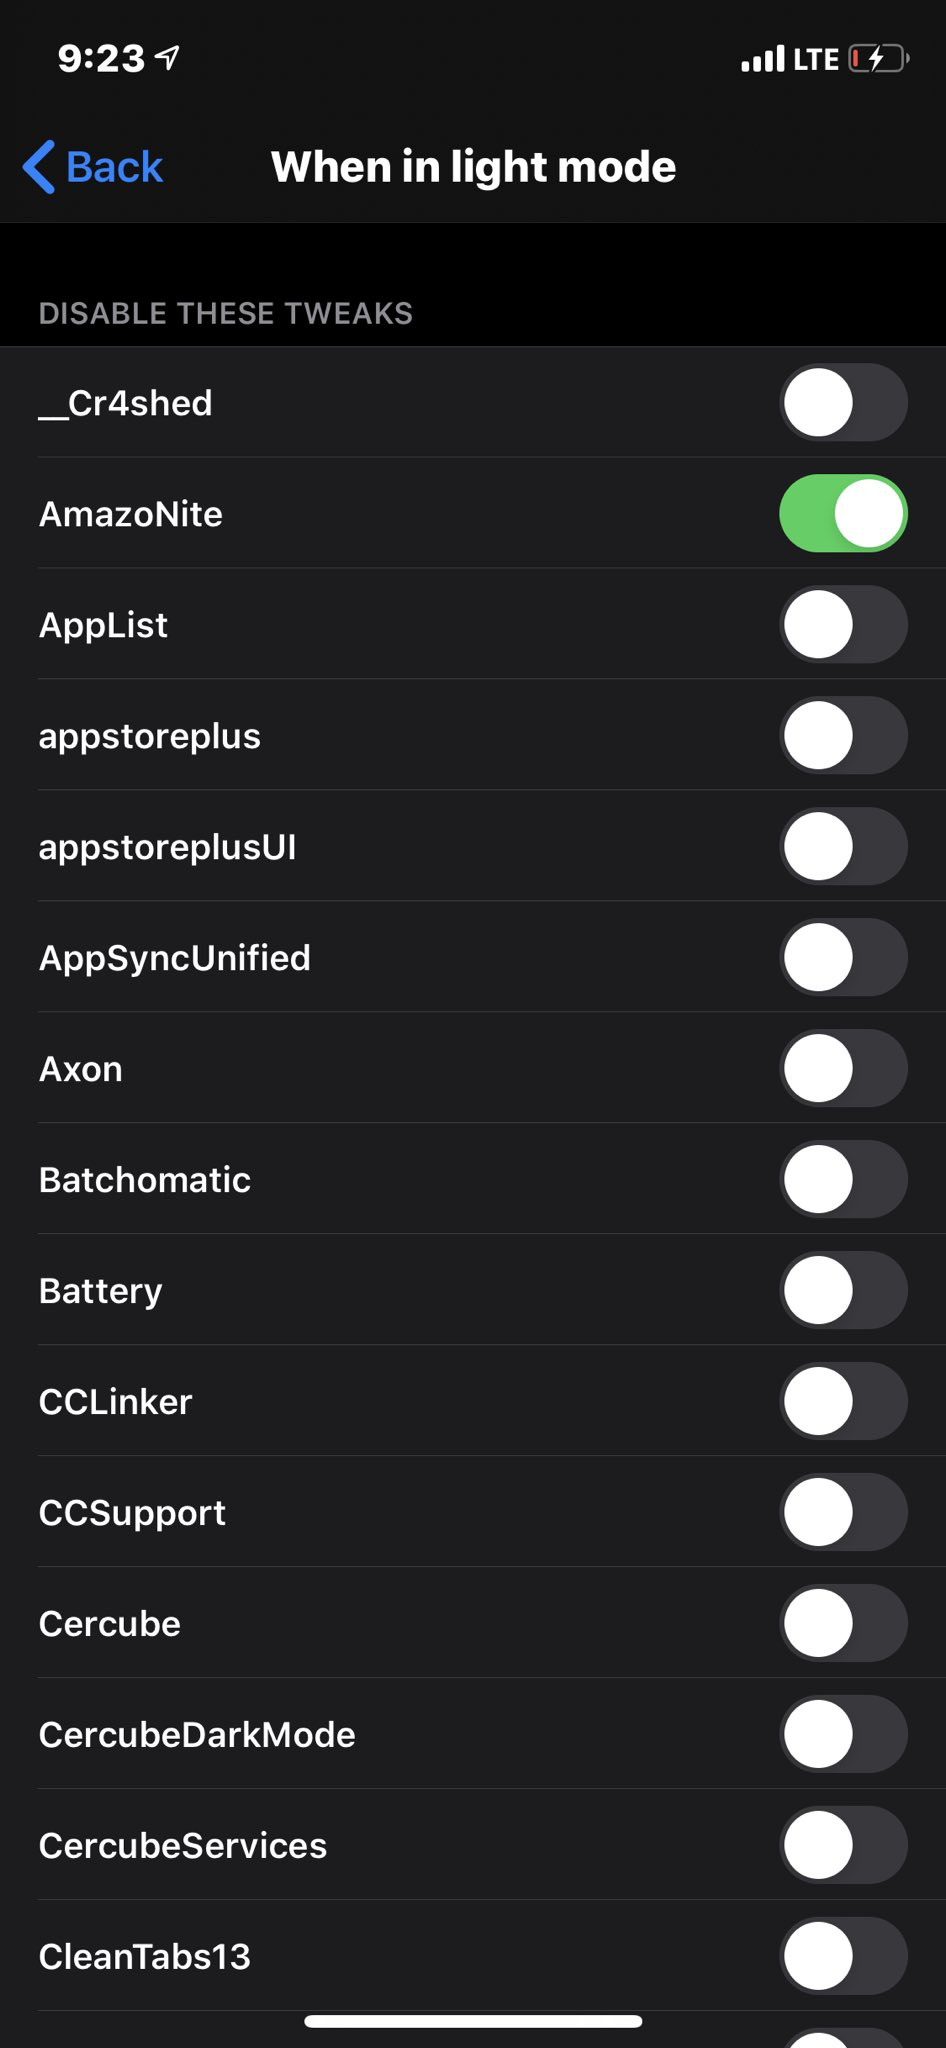 9:23
LTE
Back
When in light mode
DISABLE THESE TWEAKS
__Cr4shed
AmazoNite
AppList
appstoreplus
appstoreplusUI
AppSyncUnified
Axon
Batchomatic
Battery
CCLinker
CCSupport
Cercube
CercubeDarkMode
CercubeServices
CleanTabs13